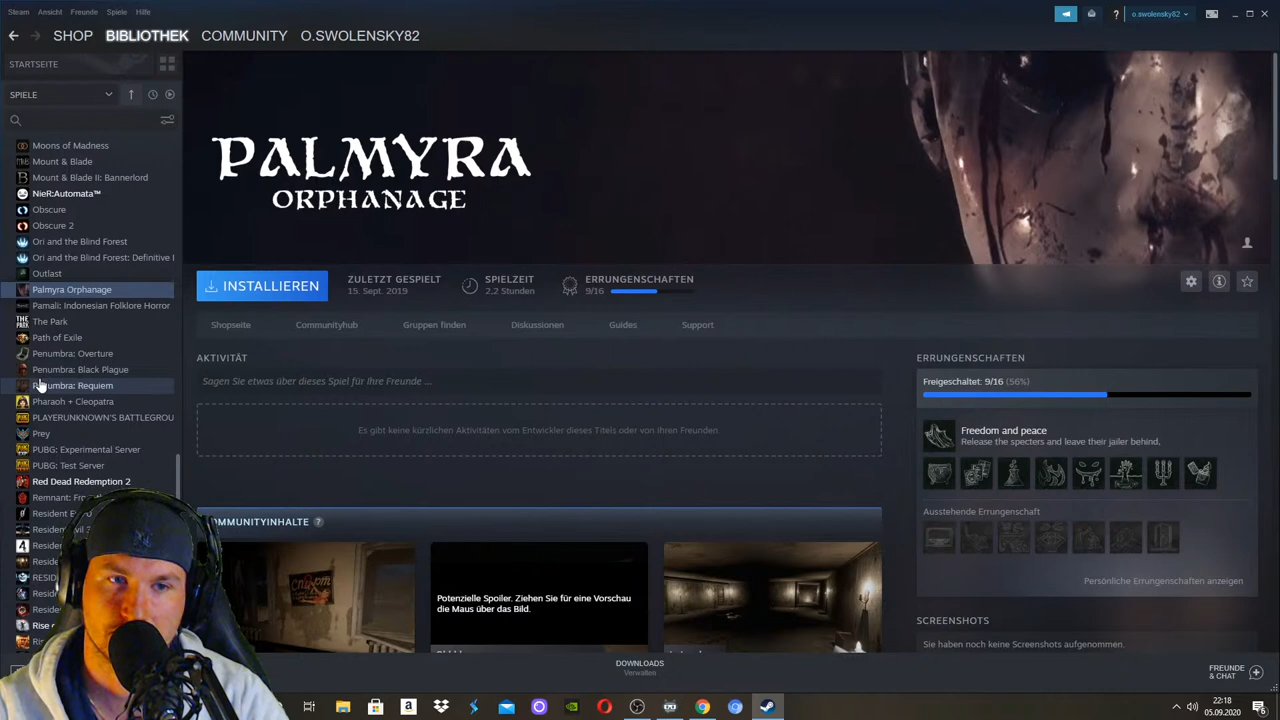 Steam Ansicht Freunde Spiele Hilfe
o.swolensky82
SHOP BIBLIOTHEK COMMUNITY O.SWOLENSKY82
STARTSEITE
SPIELE
Moons of Madness
Mount & Blade
Mount & Blade II: Bannerlord
NieR:Automata™
Obscure
Obscure 2
Ori and the Blind Forest
Ori and the Blind Forest: Definitive
Outlast
Palmyra Orphanage
Pamali: Indonesian Folklore Horror
The Park
Path of Exile
Penumbra: Overture
Penumbra: Black Plague
Penumbra: Requiem
Pharaoh + Cleopatra
PLAYERUNKNOWN'S BATTLEGROU
Prey
PUBG: Experimental Server
PUBG: Test Server
Red Dead Redemption 2
Remnant:
PALMYRA
ORPHANAGE
INSTALLIEREN
ZULETZT GESPIELT
15. Sept. 2019
SPIELZEIT
2,2 Stunden
ERRUNGENSCHAFTEN
9/16
Shopseite Communityhub Gruppen finden Diskussionen Guides Support
AKTIVITÄT
Sagen Sie etwas über dieses Spiel für Ihre Freunde ...
Es gibt keine kürzlichen Aktivitäten vom Entwickler dieses Titels oder von Ihren Freunden.
OMMUNITYINHALTE ?
Potenzielle Spoiler. Ziehen Sie für eine Vorschau
die Maus über das Bild.
ERRUNGENSCHAFTEN
Freigeschaltet: 9/16 (56%)
Freedom and peace
Release the specters and leave their jailer behind.
Ausstehende Errungenschaft
Persönliche Errungenschaften anzeigen
SCREENSHOTS
Sie haben noch keine Screenshots aufgenommen.
DOWNLOADS
Verwalten
FREUNDE
& CHAT
22:18
05.09.2020